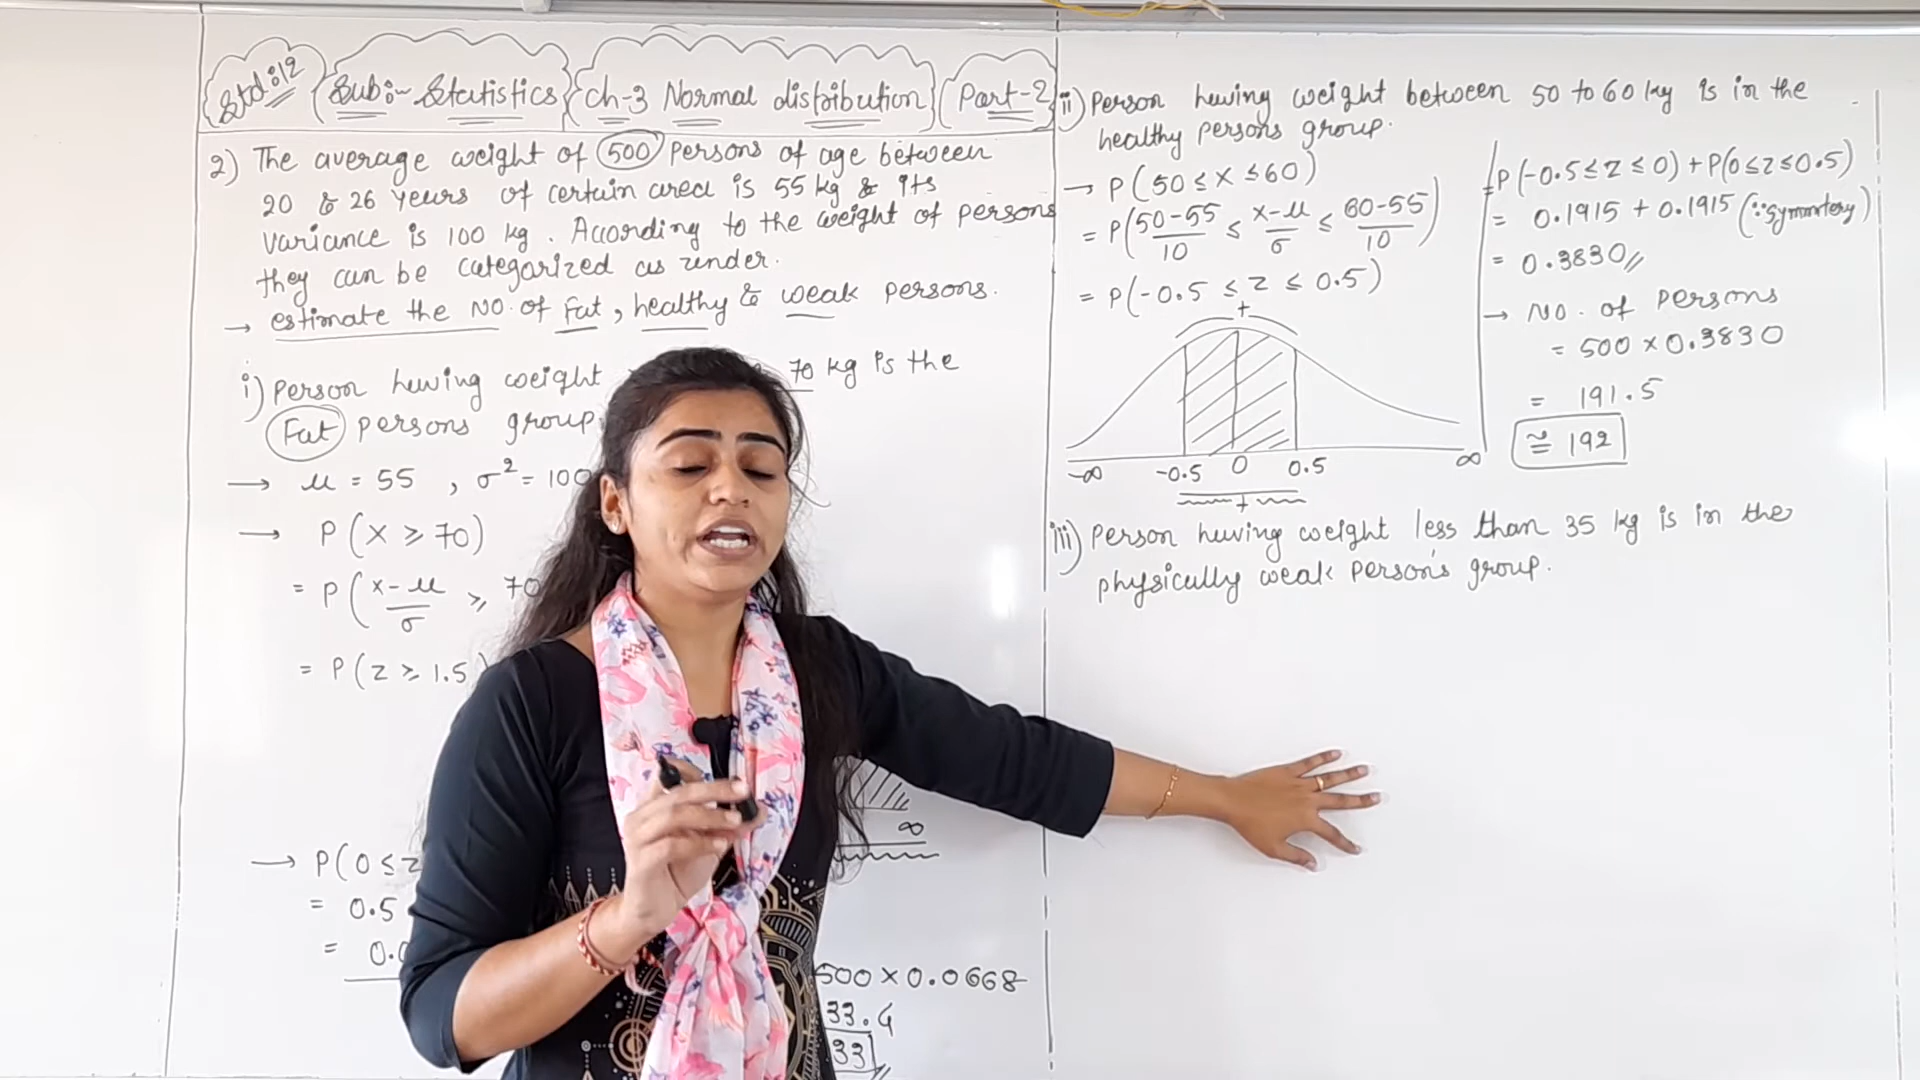 Std:12 Sub:- Statistics Ch-3 Normal distribution Part-2
2) The average weight of 500 persons of age between
20 & 26 years of certain area is 55 kg & its
variance is 100 kg. According to the weight of persons
they can be categorized as under.
→ estimate the NO. of Fat, healthy & weak persons.
i) Person having weight 70 kg is the
Fat persons group.
→ μ = 55 , σ² = 100
→ P(X ≥ 70)
= P(x-μ/σ ≥ 70
= P(Z ≥ 1.5)
→ P(0 ≤ Z
= 0.5
= 0.0
∞
500 × 0.0668
33.4
33
ii) Person having weight between 50 to 60 kg is in the
healthy persons group.
→ P(50 ≤ X ≤ 60)
= P(50-55/10 ≤ x-μ/σ ≤ 60-55/10)
= P(-0.5 ≤ Z ≤ 0.5)
+
-∞ -0.5 0 0.5 ∞
+
= P(-0.5 ≤ Z ≤ 0) + P(0 ≤ Z ≤ 0.5)
= 0.1915 + 0.1915 (∵ Symmtery)
= 0.3830
→ NO. of persons
= 500 × 0.3830
= 191.5
≅ 192
iii) Person having weight less than 35 kg is in the
physically weak person's group.